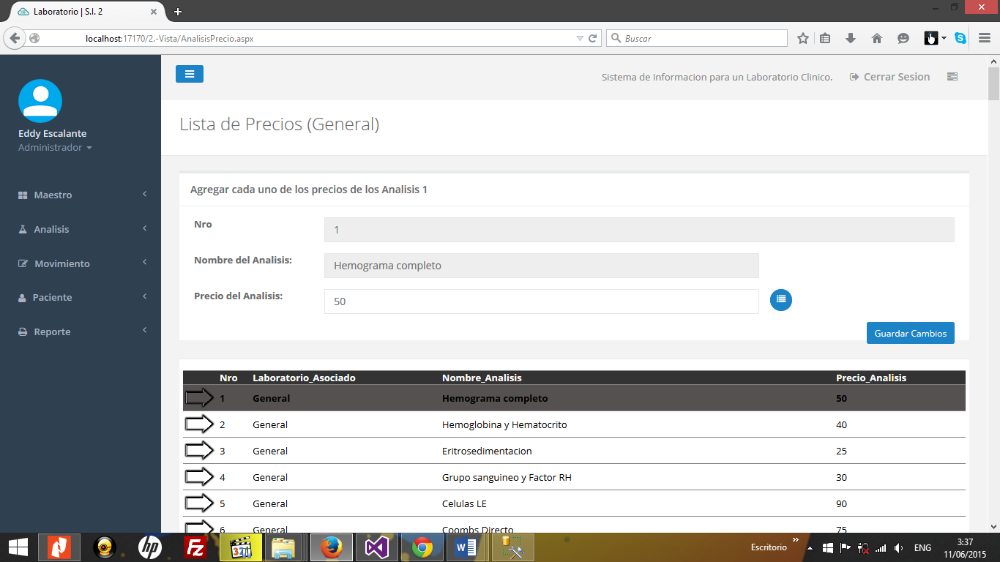 Laboratorio | S.I. 2
localhost:17170/2.-Vista/AnalisisPrecio.aspx
Buscar
Sistema de Informacion para un Laboratorio Clinico.
Cerrar Sesion
Eddy Escalante
Administrador
Maestro
Analisis
Movimiento
Paciente
Reporte
Lista de Precios (General)
Agregar cada uno de los precios de los Analisis 1
Nro
1
Nombre del Analisis:
Hemograma completo
Precio del Analisis:
50
Guardar Cambios
Nro Laboratorio_Asociado Nombre_Analisis Precio_Analisis
1 General Hemograma completo 50
2 General Hemoglobina y Hematocrito 40
3 General Eritrosedimentacion 25
4 General Grupo sanguineo y Factor RH 30
5 General Celulas LE 90
6 General Coombs Directo 75
321
Escritorio
ENG
3:37
11/06/2015